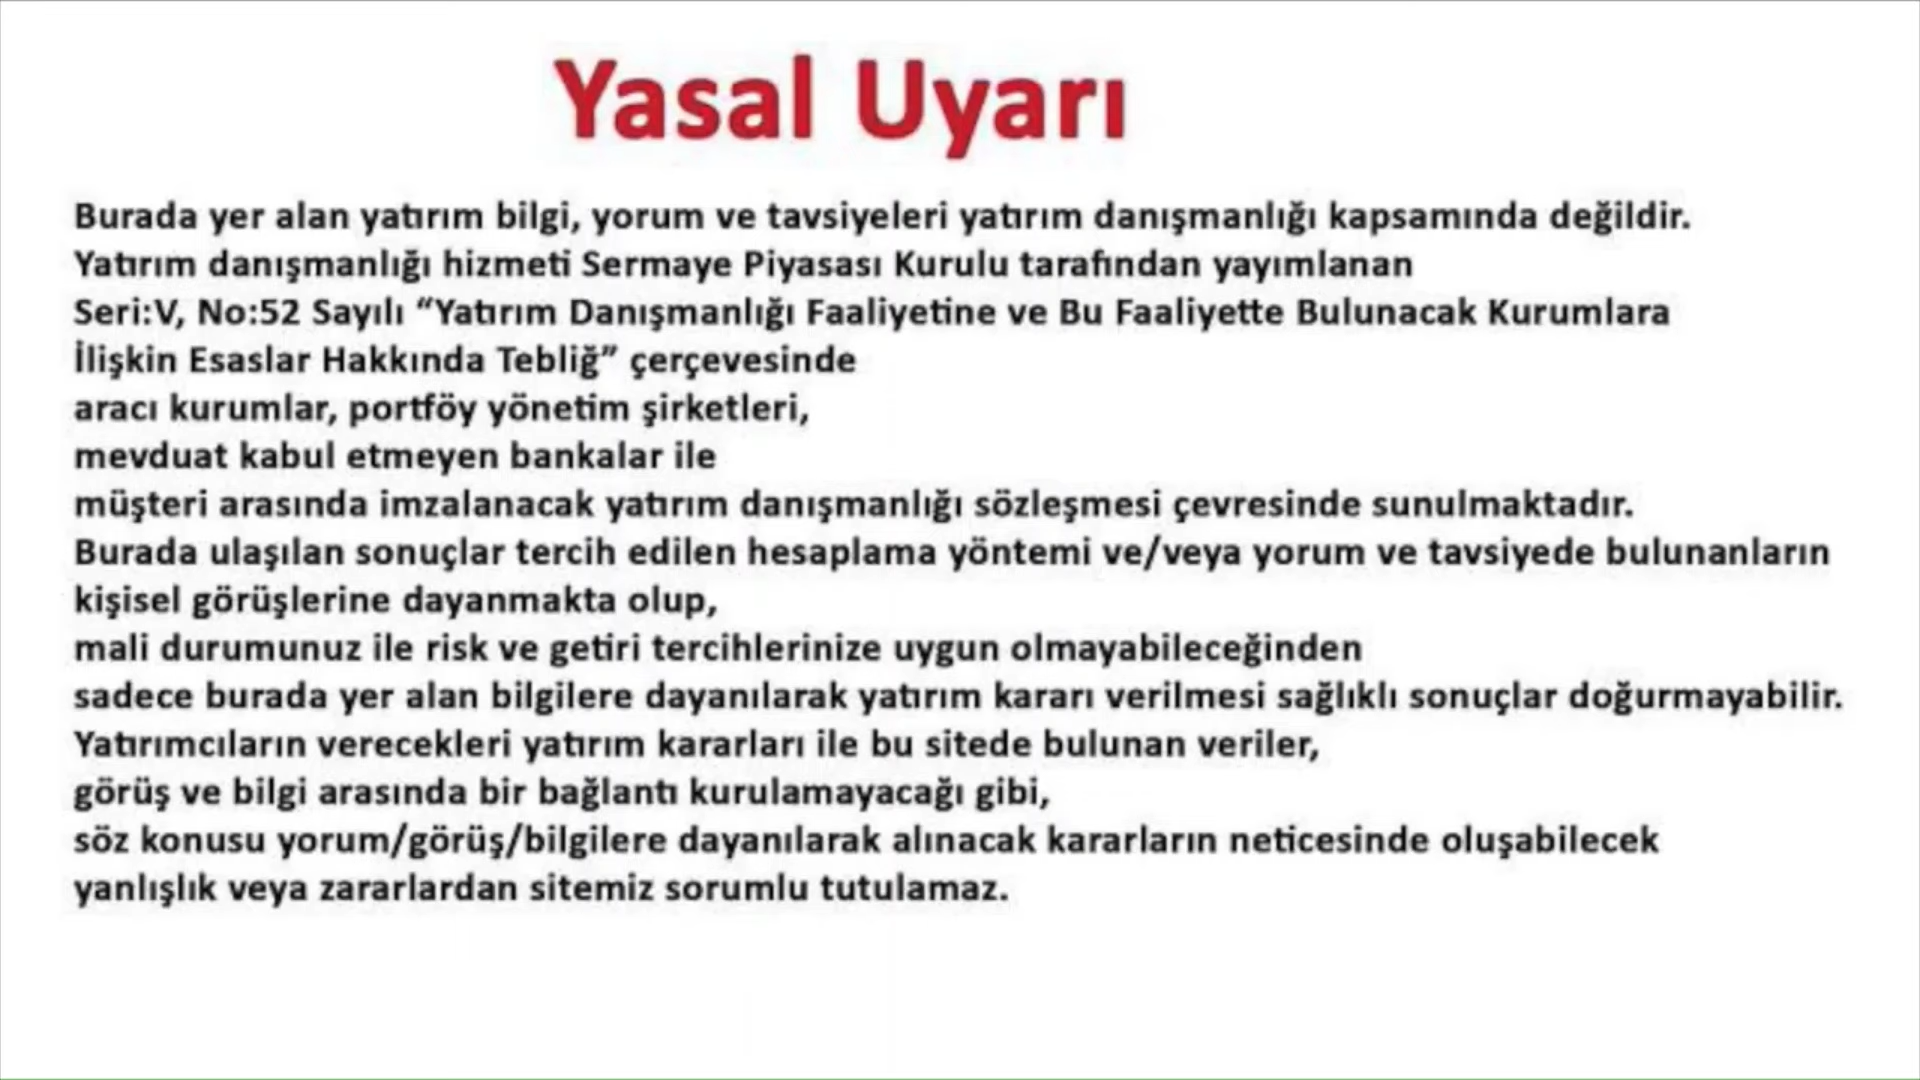 Yasal Uyarı
Burada yer alan yatırım bilgi, yorum ve tavsiyeleri yatırım danışmanlığı kapsamında değildir.
Yatırım danışmanlığı hizmeti Sermaye Piyasası Kurulu tarafından yayımlanan
Seri:V, No:52 Sayılı “Yatırım Danışmanlığı Faaliyetine ve Bu Faaliyette Bulunacak Kurumlara
İlişkin Esaslar Hakkında Tebliğ” çerçevesinde
aracı kurumlar, portföy yönetim şirketleri,
mevduat kabul etmeyen bankalar ile
müşteri arasında imzalanacak yatırım danışmanlığı sözleşmesi çevresinde sunulmaktadır.
Burada ulaşılan sonuçlar tercih edilen hesaplama yöntemi ve/veya yorum ve tavsiyede bulunanların
kişisel görüşlerine dayanmakta olup,
mali durumunuz ile risk ve getiri tercihlerinize uygun olmayabileceğinden
sadece burada yer alan bilgilere dayanılarak yatırım kararı verilmesi sağlıklı sonuçlar doğurmayabilir.
Yatırımcıların verecekleri yatırım kararları ile bu sitede bulunan veriler,
görüş ve bilgi arasında bir bağlantı kurulamayacağı gibi,
söz konusu yorum/görüş/bilgilere dayanılarak alınacak kararların neticesinde oluşabilecek
yanlışlık veya zararlardan sitemiz sorumlu tutulamaz.